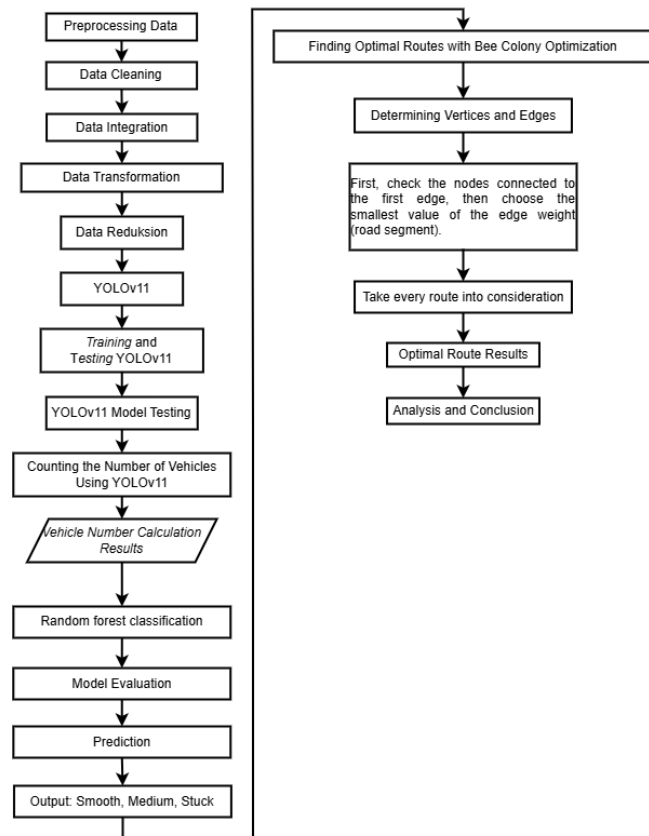 Preprocessing Data
Data Cleaning
Data Integration
Data Transformation
Data Reduksion
YOLOv11
Training and
Testing YOLOv11
YOLOv11 Model Testing
Counting the Number of Vehicles
Using YOLOv11
Vehicle Number Calculation
Results
Random forest classification
Model Evaluation
Prediction
Output: Smooth, Medium, Stuck
Finding Optimal Routes with Bee Colony Optimization
Determining Vertices and Edges
First, check the nodes connected to
the first edge, then choose the
smallest value of the edge weight
(road segment).
Take every route into consideration
Optimal Route Results
Analysis and Conclusion